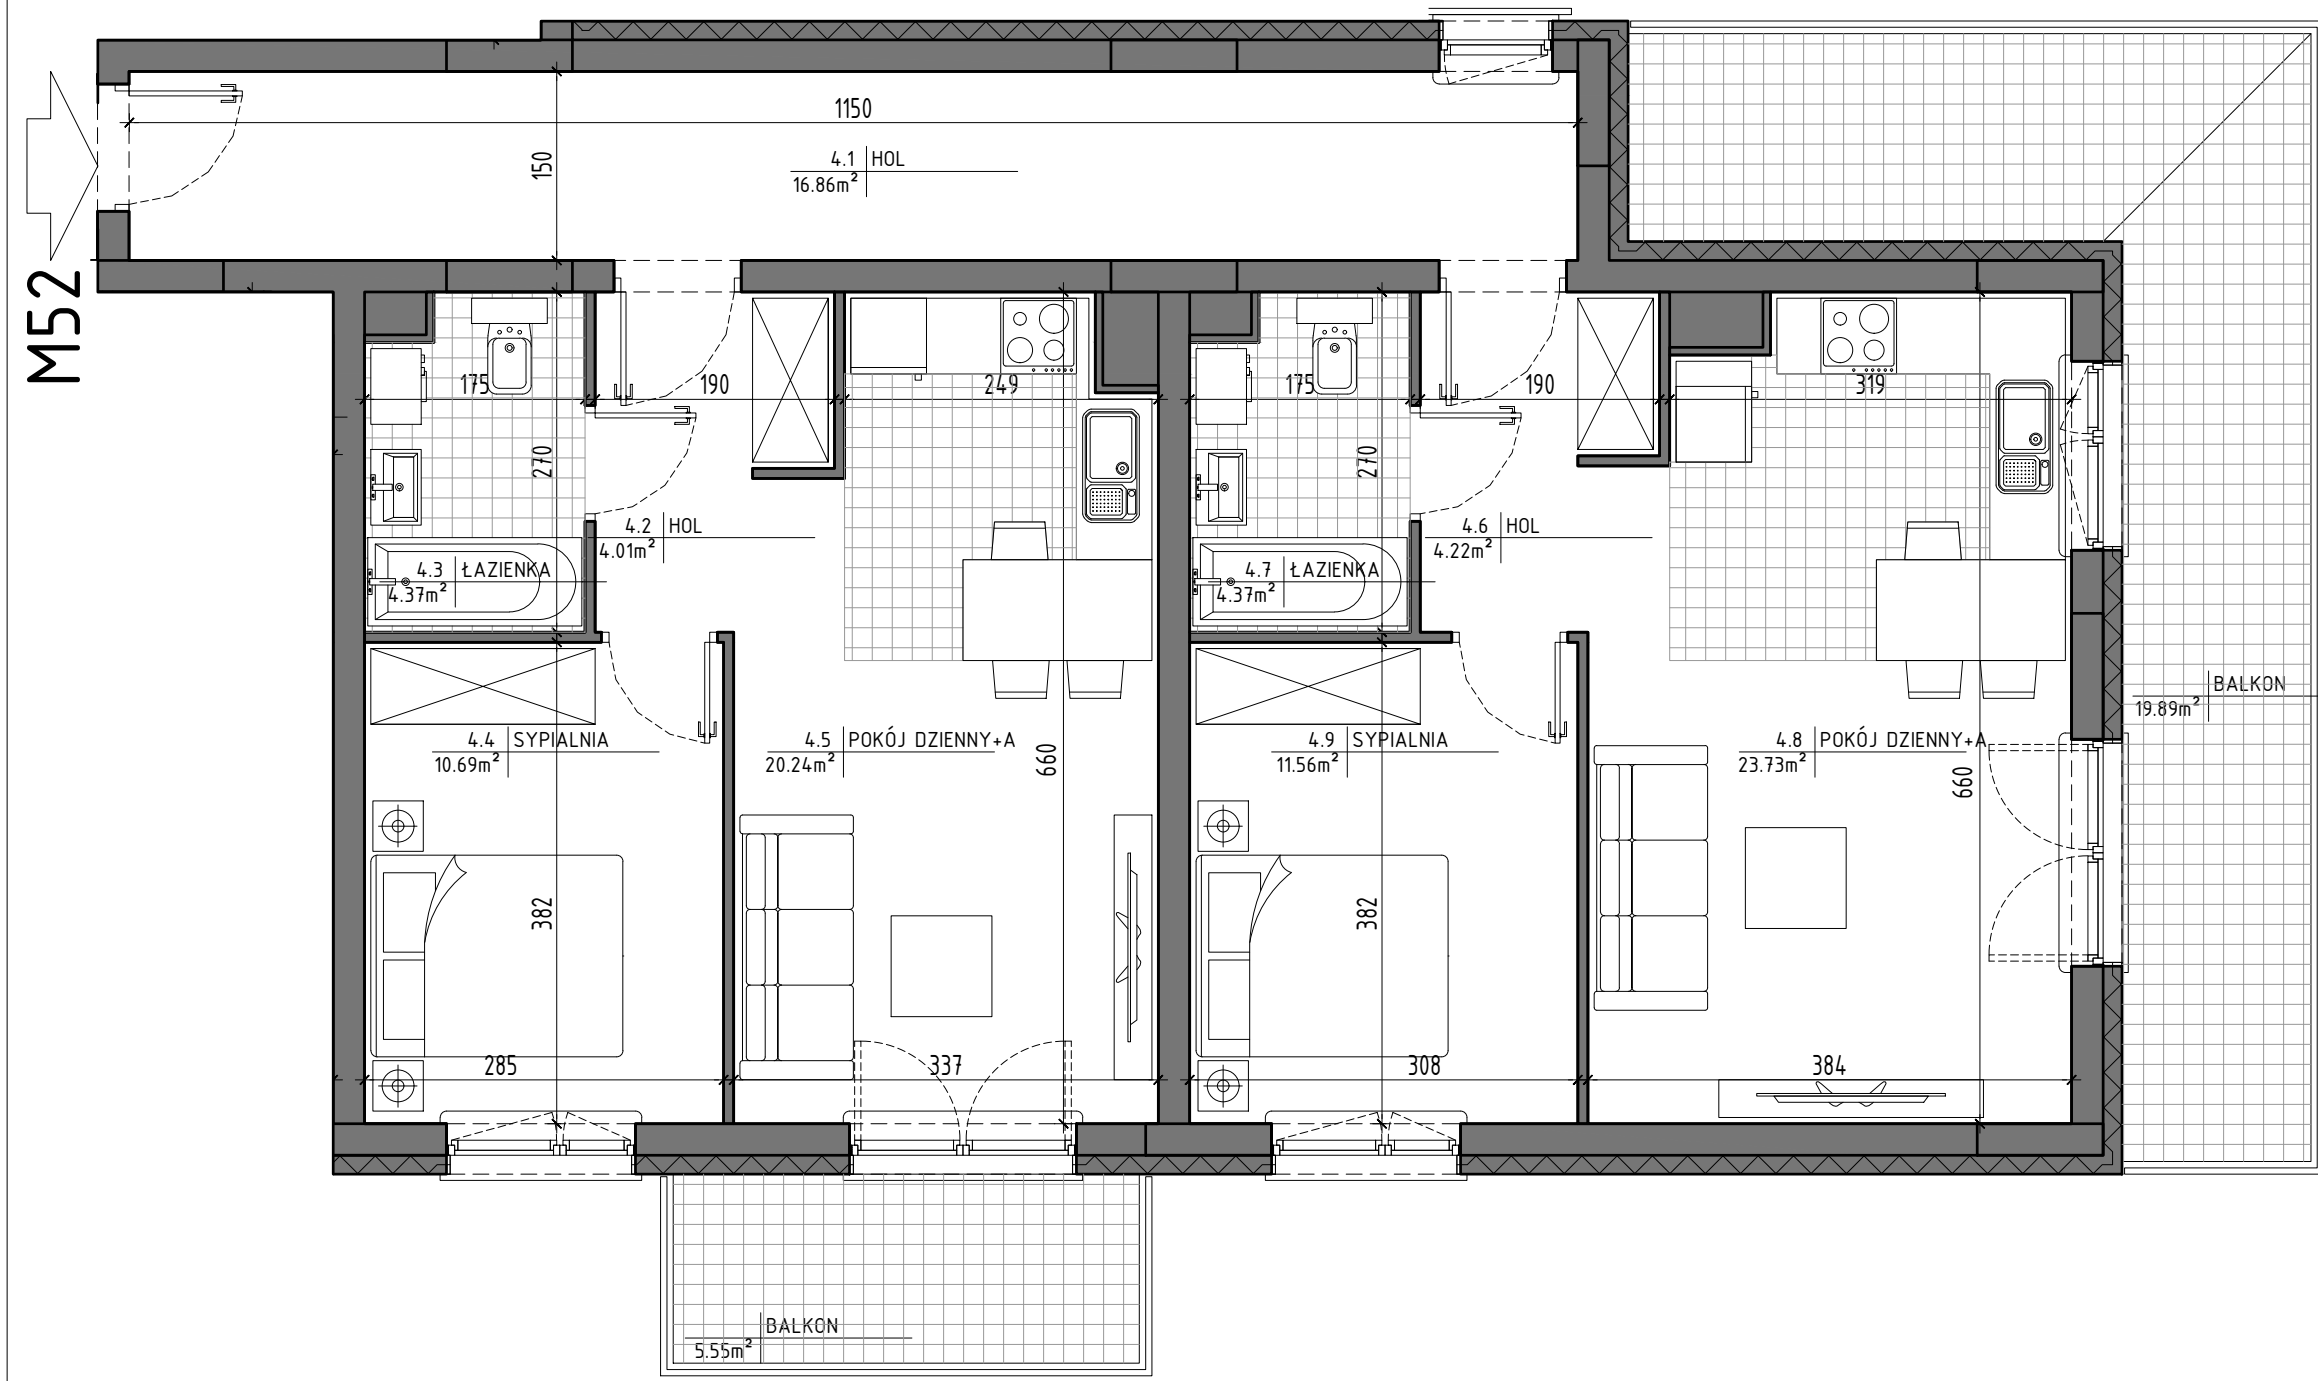 M52
1150
150
4.1 HOL
16.86m²
175
190
249
175
190
319
270
270
4.2 HOL
4.01m²
4.6 HOL
4.22m²
4.3 ŁAZIENKA
4.37m²
4.7 ŁAZIENKA
4.37m²
BALKON
19.89m²
4.4 SYPIALNIA
10.69m²
4.5 POKÓJ DZIENNY+A
20.24m²
4.9 SYPIALNIA
11.56m²
4.8 POKÓJ DZIENNY+A
23.73m²
660
660
382
382
285
337
308
384
BALKON
5.55m²